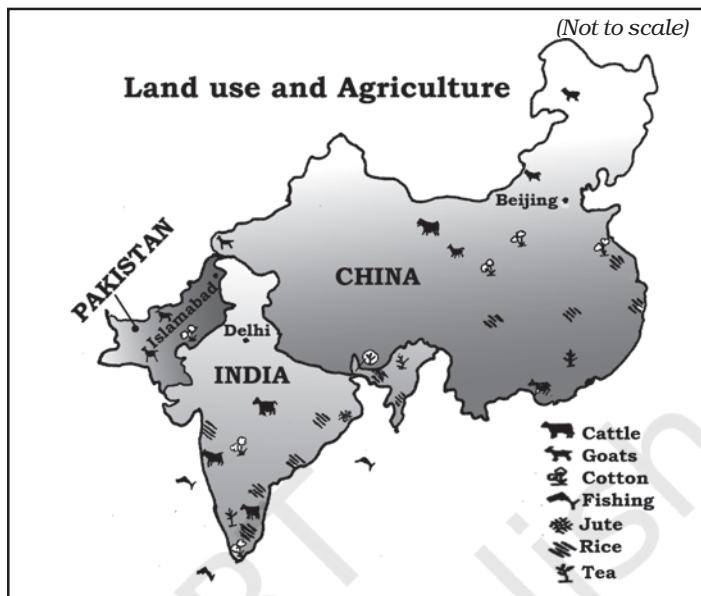 (Not to scale)
Land use and Agriculture
Beijing
CHINA
PAKISTAN
Islamabad
Delhi
INDIA
Cattle
Goats
Cotton
Fishing
Jute
Rice
Tea